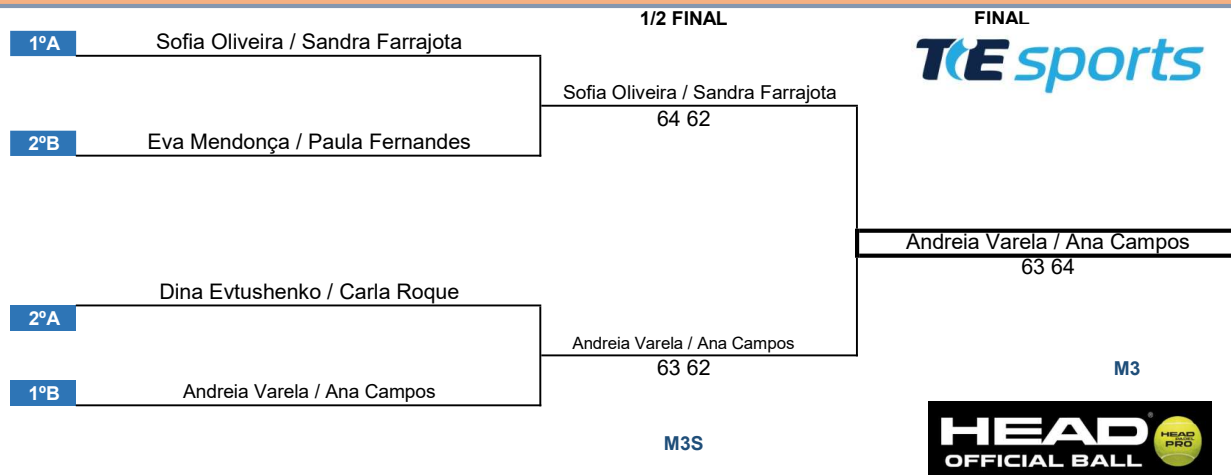 1/2 FINAL
FINAL
1ºA
Sofia Oliveira / Sandra Farrajota
TIE sports
Sofia Oliveira / Sandra Farrajota
64 62
2ºB
Eva Mendonça / Paula Fernandes
Andreia Varela / Ana Campos
63 64
Dina Evtushenko / Carla Roque
2ºA
Andreia Varela / Ana Campos
63 62
M3
1ºB
Andreia Varela / Ana Campos
M3S
HEAD®
HEAD
PADEL
PRO
OFFICIAL BALL